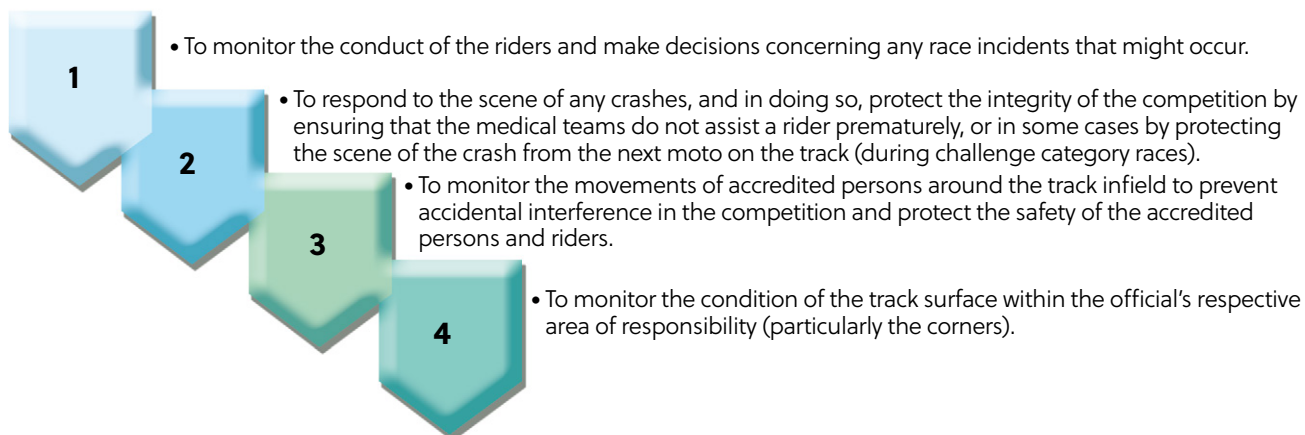 1
• To monitor the conduct of the riders and make decisions concerning any race incidents that might occur.
2
• To respond to the scene of any crashes, and in doing so, protect the integrity of the competition by
ensuring that the medical teams do not assist a rider prematurely, or in some cases by protecting
the scene of the crash from the next moto on the track (during challenge category races).
3
• To monitor the movements of accredited persons around the track infield to prevent
accidental interference in the competition and protect the safety of the accredited
persons and riders.
4
• To monitor the condition of the track surface within the official’s respective
area of responsibility (particularly the corners).